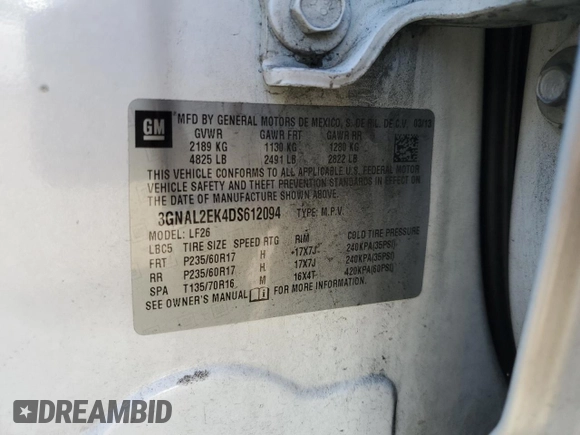 GM
MFD BY GENERAL MOTORS DE MEXICO, S. DE R.L. DE C.V. 03/13
GVWR GAWR FRT GAWR RR
2189 KG 1130 KG 1280 KG
4825 LB 2491 LB 2822 LB
THIS VEHICLE CONFORMS TO ALL APPLICABLE U.S. FEDERAL MOTOR
VEHICLE SAFETY AND THEFT PREVENTION STANDARDS IN EFFECT ON
THE DATE OF MANUFACTURE SHOWN ABOVE.
3GNAL2EK4DS612094 TYPE: M.P.V.
MODEL: LF26
LBC5 TIRE SIZE SPEED RTG RIM COLD TIRE PRESSURE
FRT P235/60R17 H 17X7J 240KPA(35PSI)
RR P235/60R17 H 17X7J 240KPA(35PSI)
SPA T135/70R16 M 16X4T 420KPA(60PSI)
SEE OWNER'S MANUAL FOR MORE INFORMATION.
DREAMBID